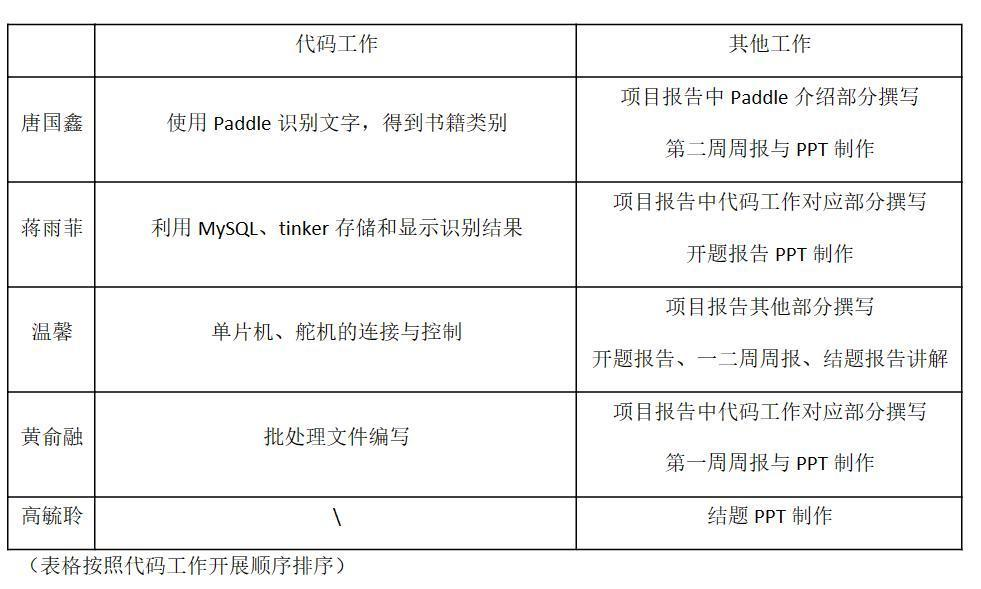 代码工作 其他工作
唐国鑫 使用 Paddle 识别文字，得到书籍类别 项目报告中 Paddle 介绍部分撰写
第二周周报与 PPT 制作
蒋雨菲 利用 MySQL、tinker 存储和显示识别结果 项目报告中代码工作对应部分撰写
开题报告 PPT 制作
温馨 单片机、舵机的连接与控制 项目报告其他部分撰写
开题报告、一二周周报、结题报告讲解
黄俞融 批处理文件编写 项目报告中代码工作对应部分撰写
第一周周报与 PPT 制作
高毓聆 \ 结题 PPT 制作
（表格按照代码工作开展顺序排序）